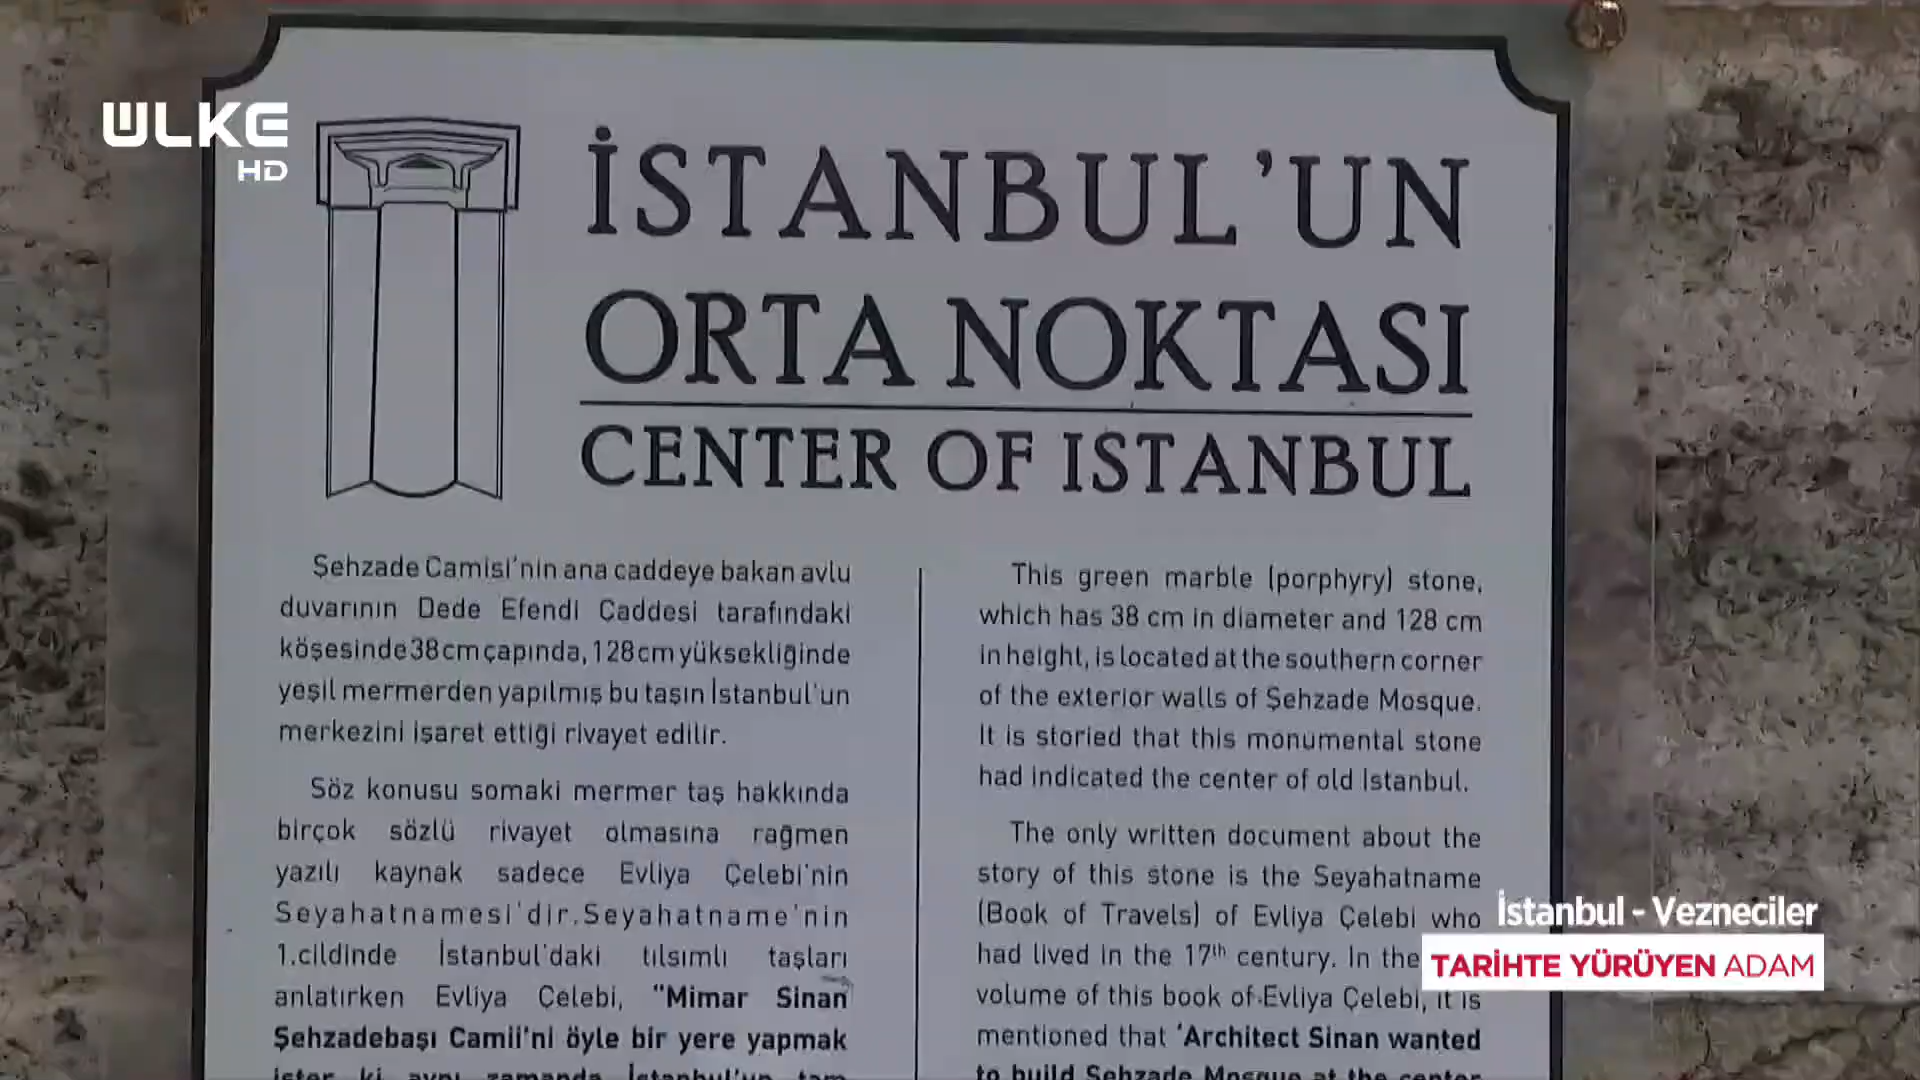 ÜLKE
HD
İSTANBUL'UN
ORTA NOKTASI
CENTER OF ISTANBUL
Şehzade Camisi'nin ana caddeye bakan avlu
duvarının Dede Efendi Caddesi tarafındaki
köşesinde 38 cm çapında, 128 cm yüksekliğinde
yeşil mermerden yapılmış bu taşın İstanbul'un
merkezini işaret ettiği rivayet edilir.
Söz konusu somaki mermer taş hakkında
birçok sözlü rivayet olmasına rağmen
yazılı kaynak sadece Evliya Çelebi'nin
Seyahatnamesi'dir. Seyahatname'nin
1.cildinde İstanbul'daki tılsımlı taşları
anlatırken Evliya Çelebi, "Mimar Sinan
Şehzadebaşı Camii'ni öyle bir yere yapmak
ister ki aynı zamanda İstanbul'un tam
This green marble (porphyry) stone,
which has 38 cm in diameter and 128 cm
in height, is located at the southern corner
of the exterior walls of Şehzade Mosque.
It is storied that this monumental stone
had indicated the center of old Istanbul.
The only written document about the
story of this stone is the Seyahatname
(Book of Travels) of Evliya Çelebi who
had lived in the 17th century. In the
volume of this book of Evliya Çelebi, it is
mentioned that 'Architect Sinan wanted
to build Şehzade Mosque at the center
İstanbul - Vezneciler
TARİHTE YÜRÜYEN ADAM